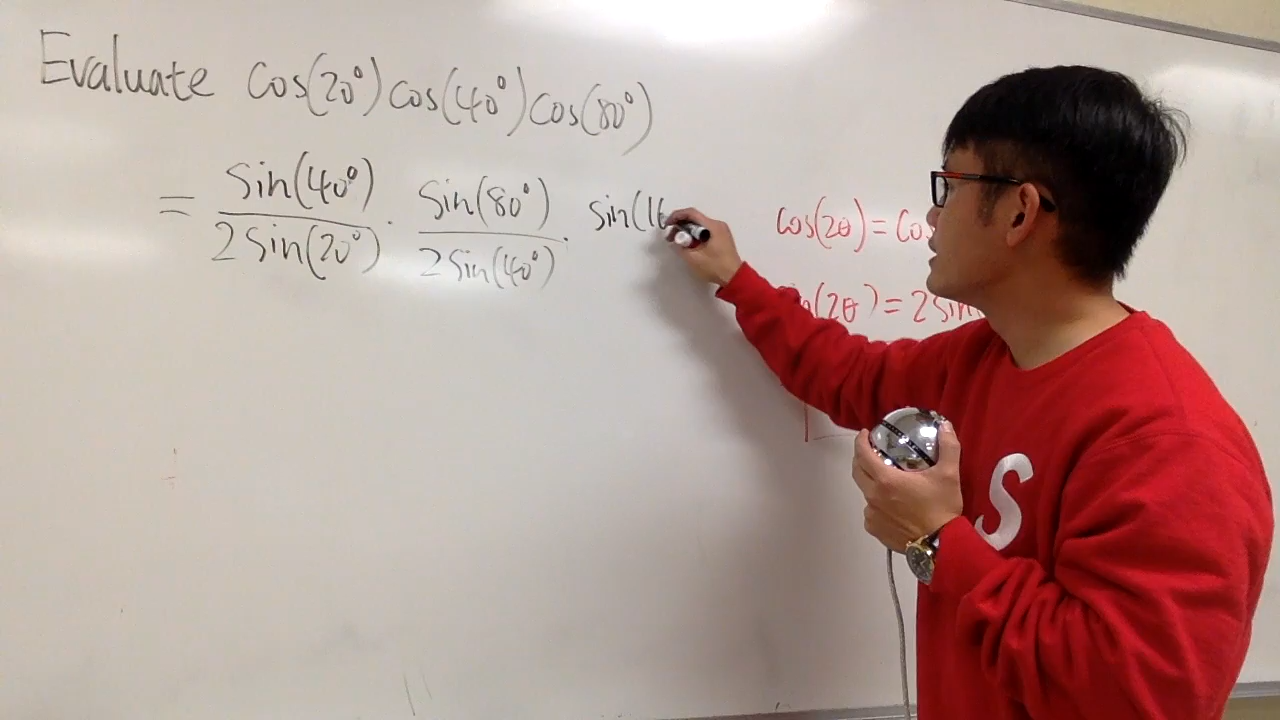 Evaluate cos(20°)cos(40°)cos(80°)
= sin(40°)/2sin(20°) · sin(80°)/2sin(40°) · sin(16
cos(2θ)=cos
sin(2θ)=2sin
S